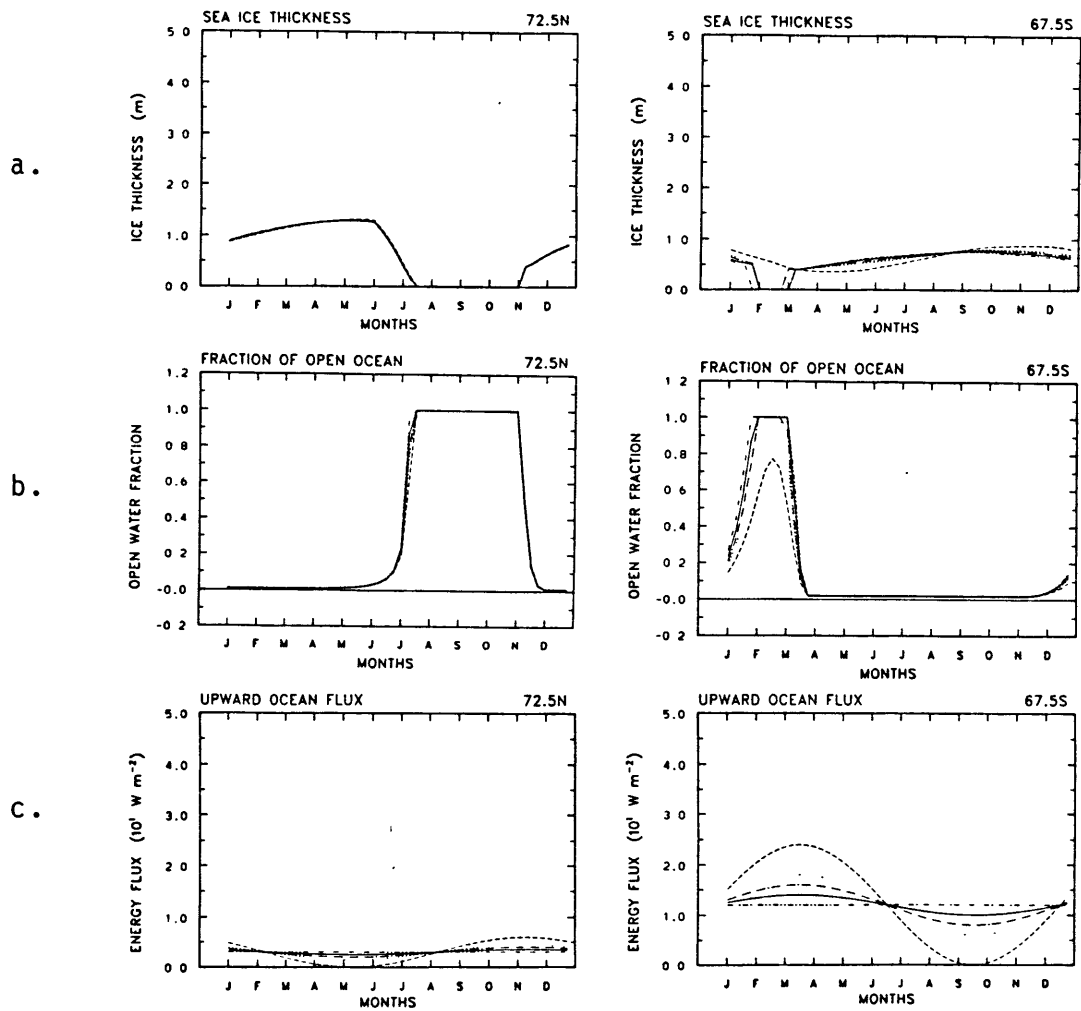 a.
SEA ICE THICKNESS 72.5N
ICE THICKNESS (m)
5 0
4 0
3 0
2 0
1.0
0 0
J F M A M J J A S O N D
MONTHS
SEA ICE THICKNESS 67.5S
ICE THICKNESS (m)
5 0
4 0
3 0
2 0
1 0
0 0
J F M A M J J A S O N D
MONTHS
b.
FRACTION OF OPEN OCEAN 72.5N
OPEN WATER FRACTION
1.2
1.0
0.8
0.6
0.4
0.2
-0.0
-0 2
J F M A M J J A S O N D
MONTHS
FRACTION OF OPEN OCEAN 67.5S
OPEN WATER FRACTION
1 2
1.0
0.8
0.6
0.4
0.2
-0.0
-0.2
J F M A M J J A S O N D
MONTHS
c.
UPWARD OCEAN FLUX 72.5N
ENERGY FLUX (10¹ W m⁻²)
5.0
4.0
3.0
2.0
1.0
0 0
J F M A M J J A S O N D
MONTHS
UPWARD OCEAN FLUX 67.5S
ENERGY FLUX (10¹ W m⁻²)
5.0
4.0
3.0
2.0
1.0
0 0
J F M A M J J A S O N D
MONTHS